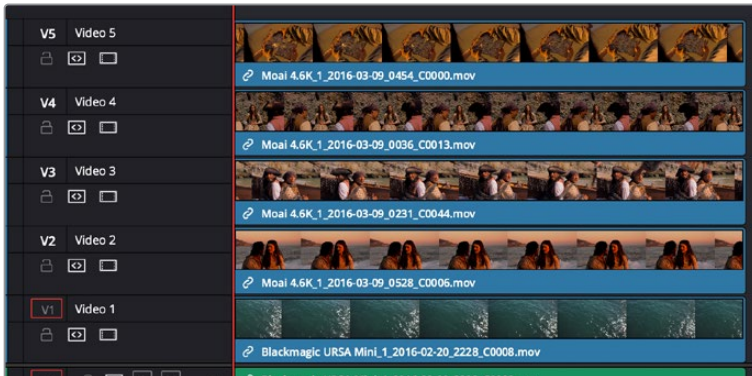 V5 Video 5
Moai 4.6K_1_2016-03-09_0454_C0000.mov
V4 Video 4
Moai 4.6K_1_2016-03-09_0036_C0013.mov
V3 Video 3
Moai 4.6K_1_2016-03-09_0231_C0044.mov
V2 Video 2
Moai 4.6K_1_2016-03-09_0528_C0006.mov
V1 Video 1
Blackmagic URSA Mini_1_2016-02-20_2228_C0008.mov